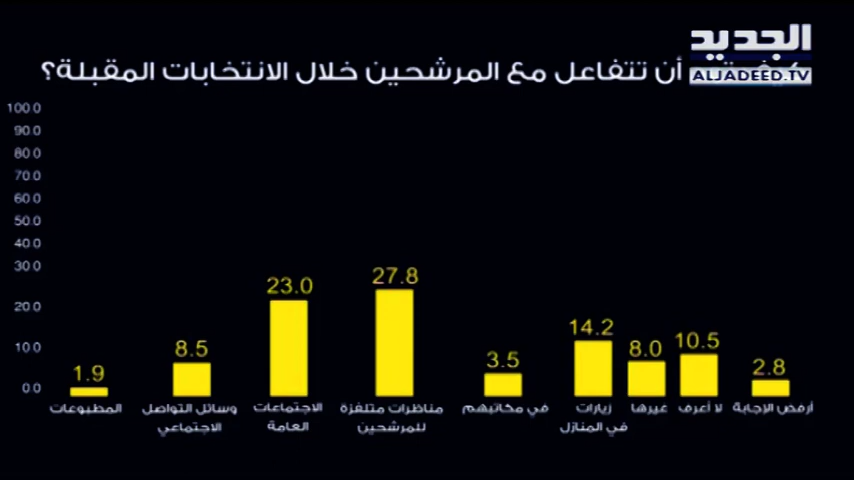 الجديد
ALJADEED.TV
أن تتفاعل مع المرشحين خلال الانتخابات المقبلة؟
100.0
90.0
80.0
70.0
60.0
50.0
40.0
30.0
20.0
10.0
0.0
1.9
8.5
23.0
27.8
3.5
14.2
8.0
10.5
2.8
المطبوعات
وسائل التواصل
الاجتماعي
الاجتماعات
العامة
مناظرات متلفزة
للمرشحين
في مكاتبهم
زيارات
في المنازل
غيرها
لا أعرف
أرفض الإجابة